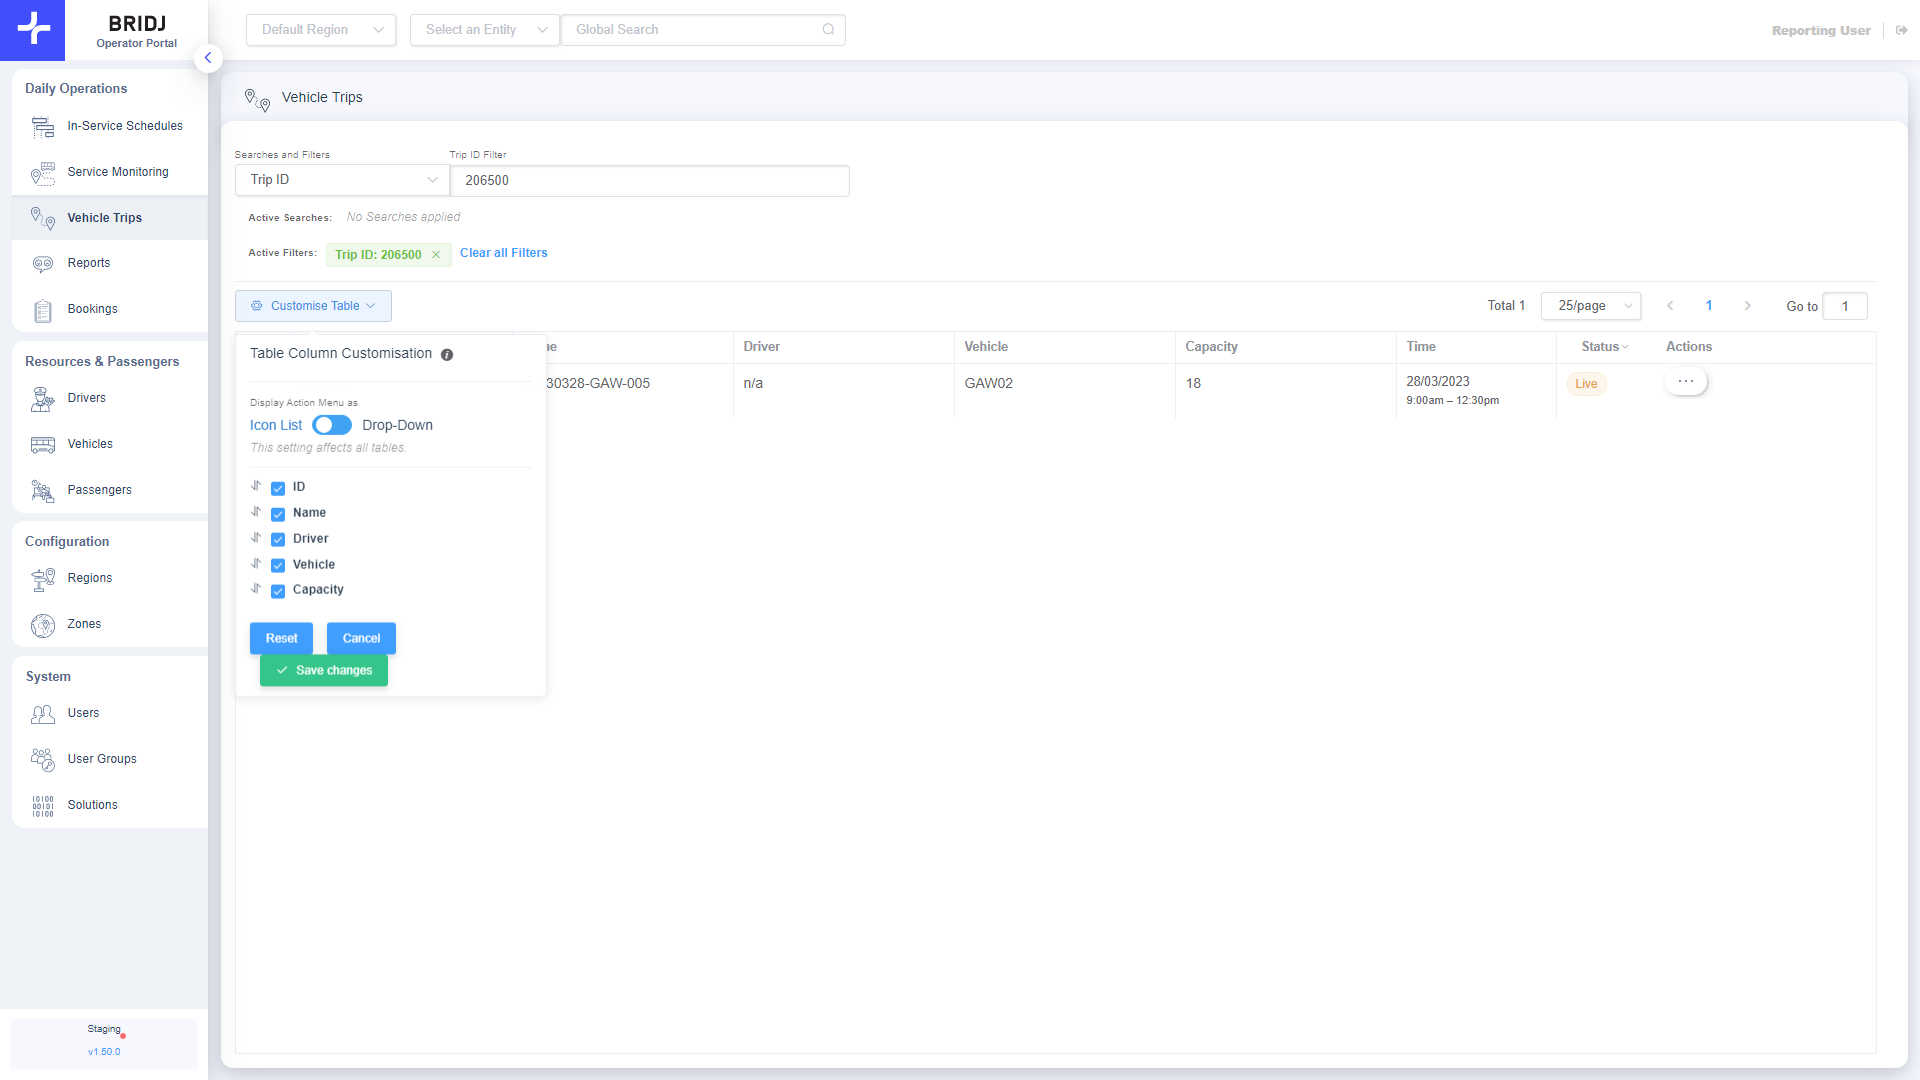 BRIDJ
Operator Portal
Default Region
Select an Entity
Global Search
Reporting User
Daily Operations
In-Service Schedules
Service Monitoring
Vehicle Trips
Reports
Bookings
Resources & Passengers
Drivers
Vehicles
Passengers
Configuration
Regions
Zones
System
Users
User Groups
Solutions
Staging
v1.50.0
Vehicle Trips
Searches and Filters
Trip ID Filter
Trip ID
206500
Active Searches: No Searches applied
Active Filters: Trip ID: 206500 × Clear all Filters
Customise Table
Total 1 25/page 1 Go to 1
Driver Vehicle Capacity Time Status Actions
30328-GAW-005 n/a GAW02 18 28/03/2023 Live ...
9:00am – 12:30pm
Table Column Customisation
Display Action Menu as
Icon List Drop-Down
This setting affects all tables.
ID
Name
Driver
Vehicle
Capacity
Reset Cancel
Save changes